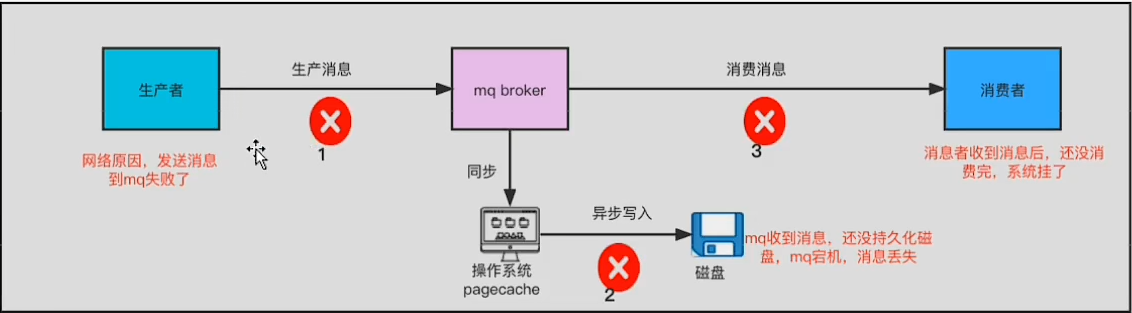 生产者
生产消息
mq broker
消费消息
消费者
1
3
网络原因，发送消息
到mq失败了
消息者收到消息后，还没消
费完，系统挂了
同步
异步写入
mq收到消息，还没持久化磁
盘，mq宕机，消息丢失
操作系统
pagecache
2
磁盘